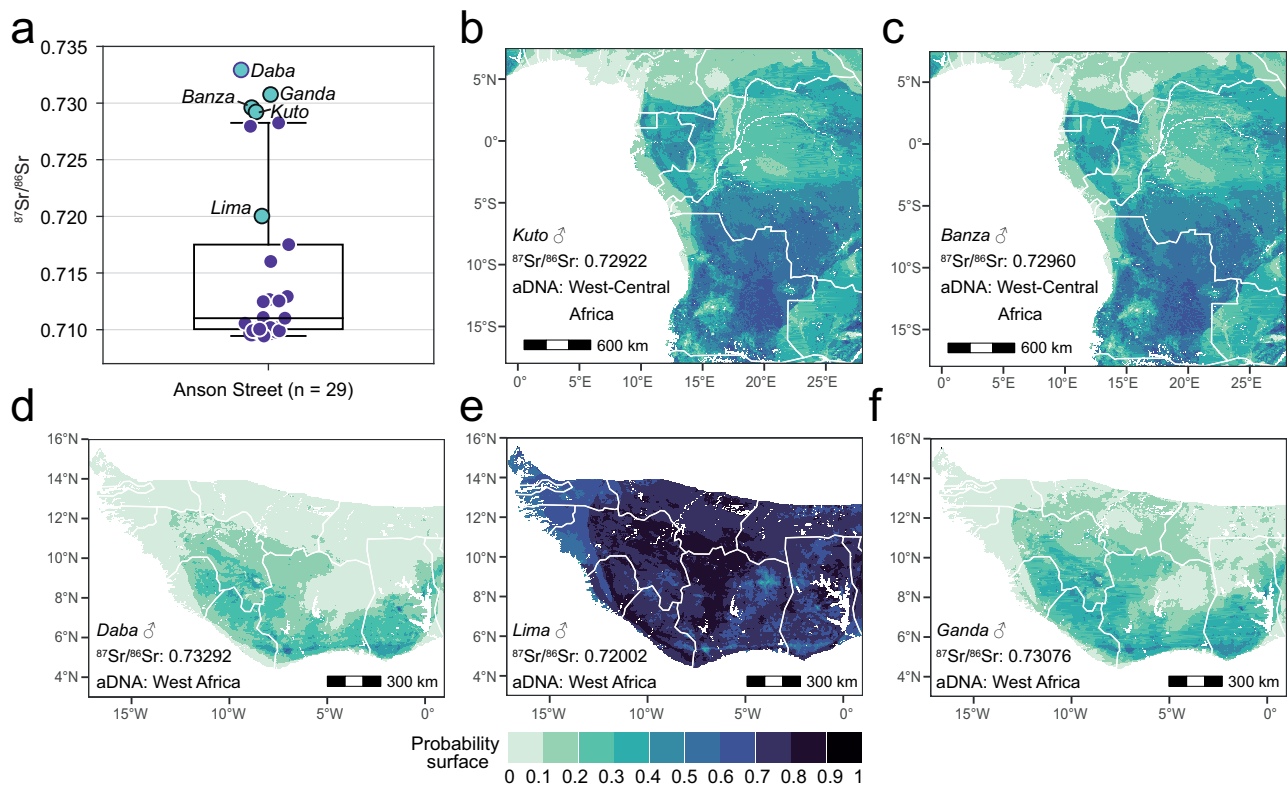 a
0.735
0.730
0.725
0.720
0.715
0.710
⁸⁷Sr/⁸⁶Sr
Daba
Banza
Ganda
Kuto
Lima
Anson Street (n = 29)
b
5°N
0°
5°S
10°S
15°S
Kuto ♂
⁸⁷Sr/⁸⁶Sr: 0.72922
aDNA: West-Central
Africa
600 km
0°
5°E
10°E
15°E
20°E
25°E
c
5°N
0°
5°S
10°S
15°S
Banza ♂
⁸⁷Sr/⁸⁶Sr: 0.72960
aDNA: West-Central
Africa
600 km
0°
5°E
10°E
15°E
20°E
25°E
d
16°N
14°N
12°N
10°N
8°N
6°N
4°N
Daba ♂
⁸⁷Sr/⁸⁶Sr: 0.73292
aDNA: West Africa
300 km
15°W
10°W
5°W
0°
e
16°N
14°N
12°N
10°N
8°N
6°N
4°N
Lima ♂
⁸⁷Sr/⁸⁶Sr: 0.72002
aDNA: West Africa
300 km
15°W
10°W
5°W
0°
f
16°N
14°N
12°N
10°N
8°N
6°N
4°N
Ganda ♂
⁸⁷Sr/⁸⁶Sr: 0.73076
aDNA: West Africa
300 km
15°W
10°W
5°W
0°
Probability
surface
0 0.1 0.2 0.3 0.4 0.5 0.6 0.7 0.8 0.9 1